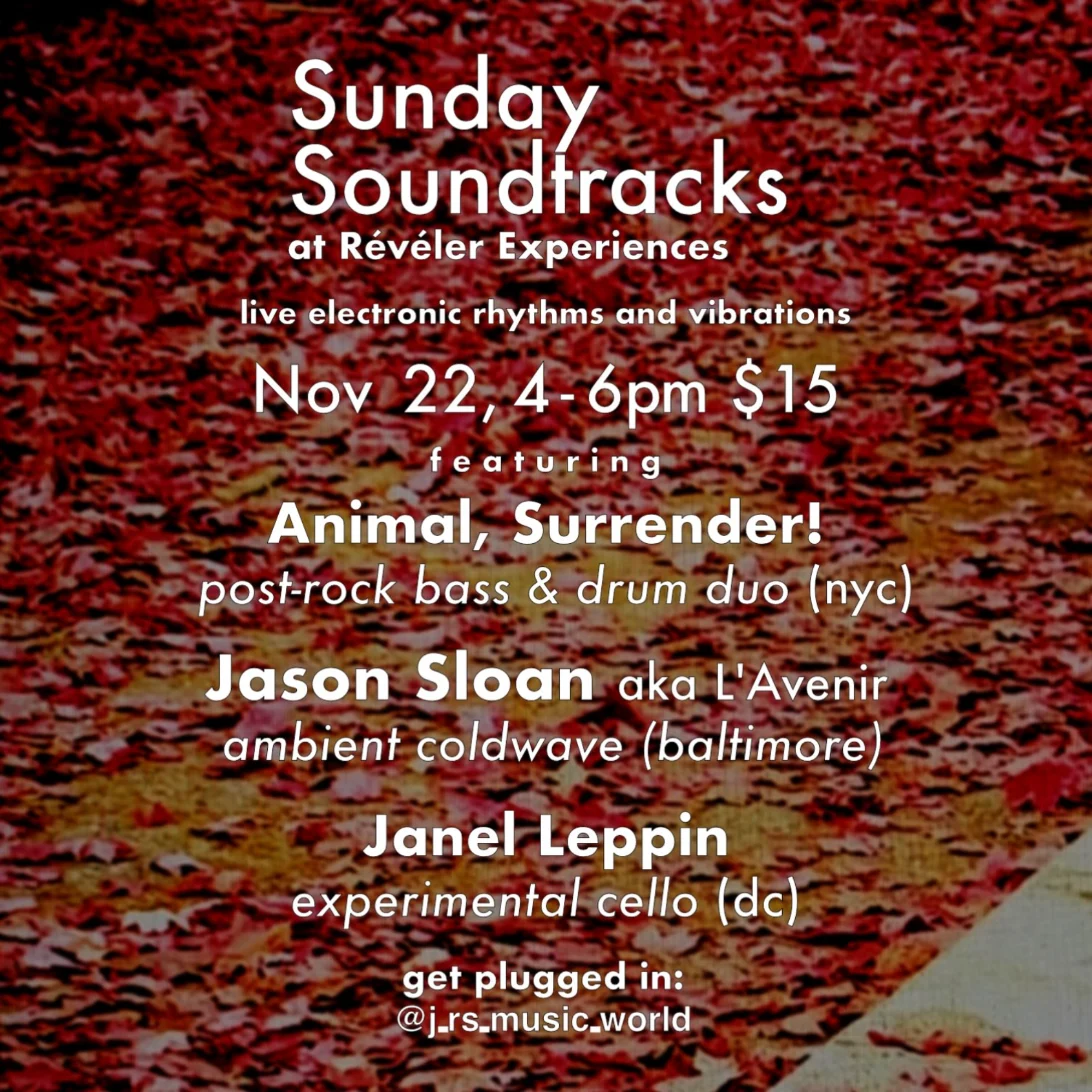 Sunday
Soundtracks
at Révéler Experiences
live electronic rhythms and vibrations
Nov 22, 4-6pm $15
featuring
Animal, Surrender!
post-rock bass & drum duo (nyc)
Jason Sloan aka L'Avenir
ambient coldwave (baltimore)
Janel Leppin
experimental cello (dc)
get plugged in:
@j_rs_music_world